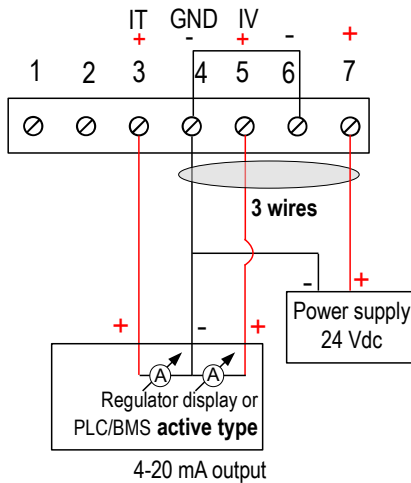 IT GND IV
+ - + - +
1 2 3 4 5 6 7
3 wires
- +
Power supply
24 Vdc
+ - +
A A
Regulator display or
PLC/BMS active type
4-20 mA output